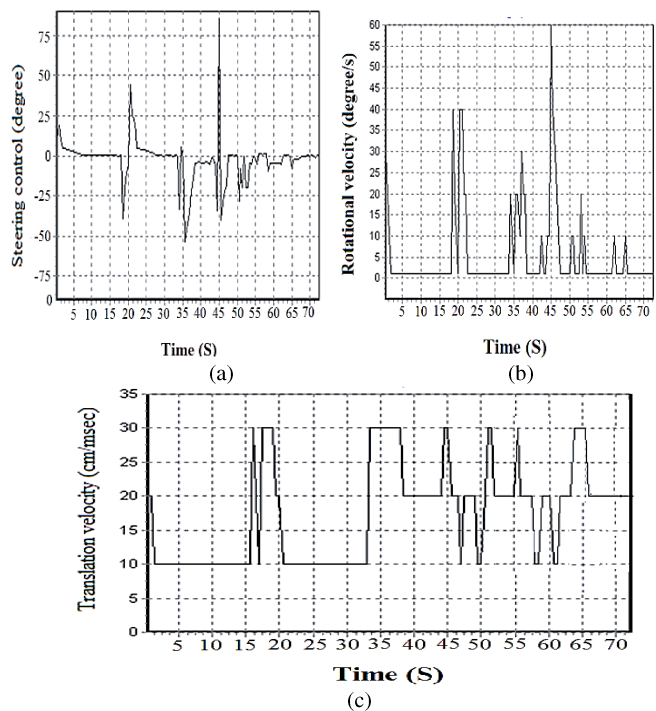 Steering control (degree)
75
50
25
0
-25
-50
-75
0
5 10 15 20 25 30 35 40 45 50 55 60 65 70
Time (S)
(a)
Rotational velocity (degree/s)
60
55
50
45
40
35
30
25
20
15
10
5
0
5 10 15 20 25 30 35 40 45 50 55 60 65 70
Time (S)
(b)
Translation velocity (cm/msec)
35
30
25
20
15
10
5
0
5 10 15 20 25 30 35 40 45 50 55 60 65 70
Time (S)
(c)